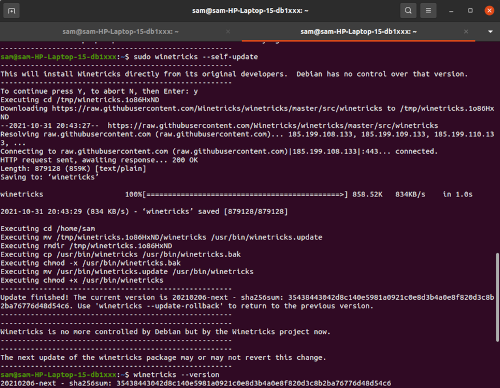 sam@sam-HP-Laptop-15-db1xxx: ~
sam@sam-HP-Laptop-15-db1xxx: ~
sam@sam-HP-Laptop-15-db1xxx: ~
sam@sam-HP-Laptop-15-db1xxx:~$ sudo winetricks --self-update
------------------------------------------------------
This will install Winetricks directly from its original developers.  Debian has no control over that version.
------------------------------------------------------
To continue press Y, to abort N, then Enter: y
Executing cd /tmp/winetricks.1o86HxND
Downloading https://raw.githubusercontent.com/Winetricks/winetricks/master/src/winetricks to /tmp/winetricks.1o86Hx
ND
--2021-10-31 20:43:27--  https://raw.githubusercontent.com/Winetricks/winetricks/master/src/winetricks
Resolving raw.githubusercontent.com (raw.githubusercontent.com)... 185.199.108.133, 185.199.109.133, 185.199.110.13
3, ...
Connecting to raw.githubusercontent.com (raw.githubusercontent.com)|185.199.108.133|:443... connected.
HTTP request sent, awaiting response... 200 OK
Length: 879128 (859K) [text/plain]
Saving to: ‘winetricks’
winetricks 100%[============================================>] 858.52K 834KB/s in 1.0s
2021-10-31 20:43:29 (834 KB/s) - ‘winetricks’ saved [879128/879128]
Executing cd /home/sam
Executing mv /tmp/winetricks.1o86HxND/winetricks /usr/bin/winetricks.update
Executing rmdir /tmp/winetricks.1o86HxND
Executing cp /usr/bin/winetricks /usr/bin/winetricks.bak
Executing chmod -x /usr/bin/winetricks.bak
Executing mv /usr/bin/winetricks.update /usr/bin/winetricks
Executing chmod +x /usr/bin/winetricks
------------------------------------------------------
Update finished! The current version is 20210206-next - sha256sum: 35438443042d8c140e5981a0921c0e8d3b4a0e8f820d3c8b
2ba76776d48d54c6. Use 'winetricks --update-rollback' to return to the previous version.
------------------------------------------------------
------------------------------------------------------
Winetricks is no more controlled by Debian but by the Winetricks project now.
------------------------------------------------------
------------------------------------------------------
The next update of the winetricks package may or may not revert this change.
------------------------------------------------------
sam@sam-HP-Laptop-15-db1xxx:~$ winetricks --version
20210206-next - sha256sum: 35438443042d8c140e5981a0921c0e8d3b4a0e8f820d3c8b2ba76776d48d54c6